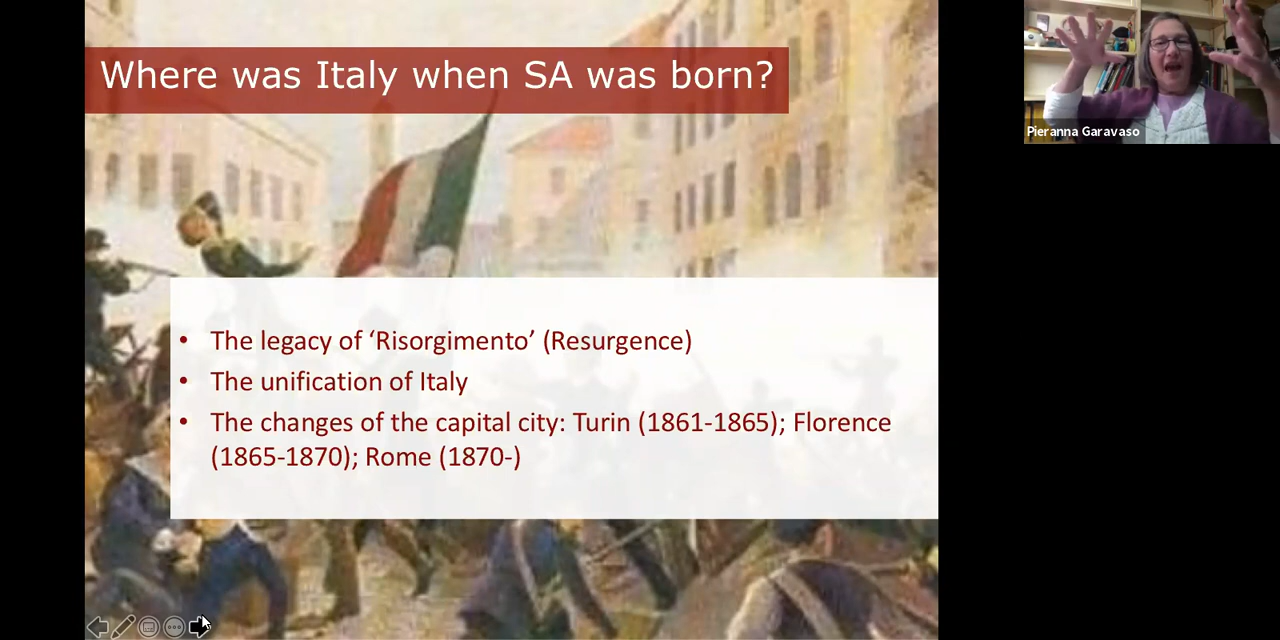 Where was Italy when SA was born?
Pieranna Garavaso
• The legacy of ‘Risorgimento’ (Resurgence)
• The unification of Italy
• The changes of the capital city: Turin (1861-1865); Florence
(1865-1870); Rome (1870-)